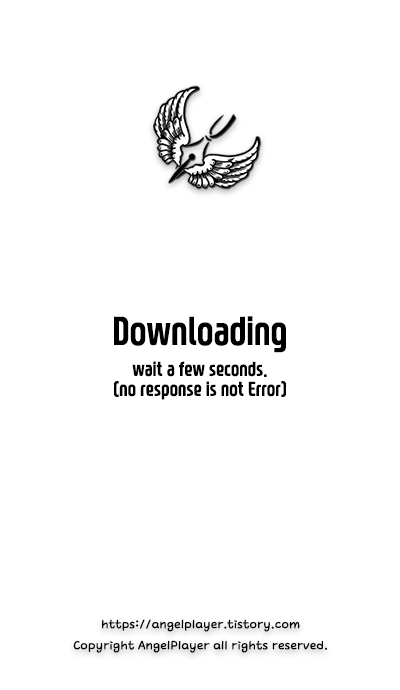 Downloading
wait a few seconds.
(no response is not Error)
https://angelplayer.tistory.com
Copyright AngelPlayer all rights reserved.